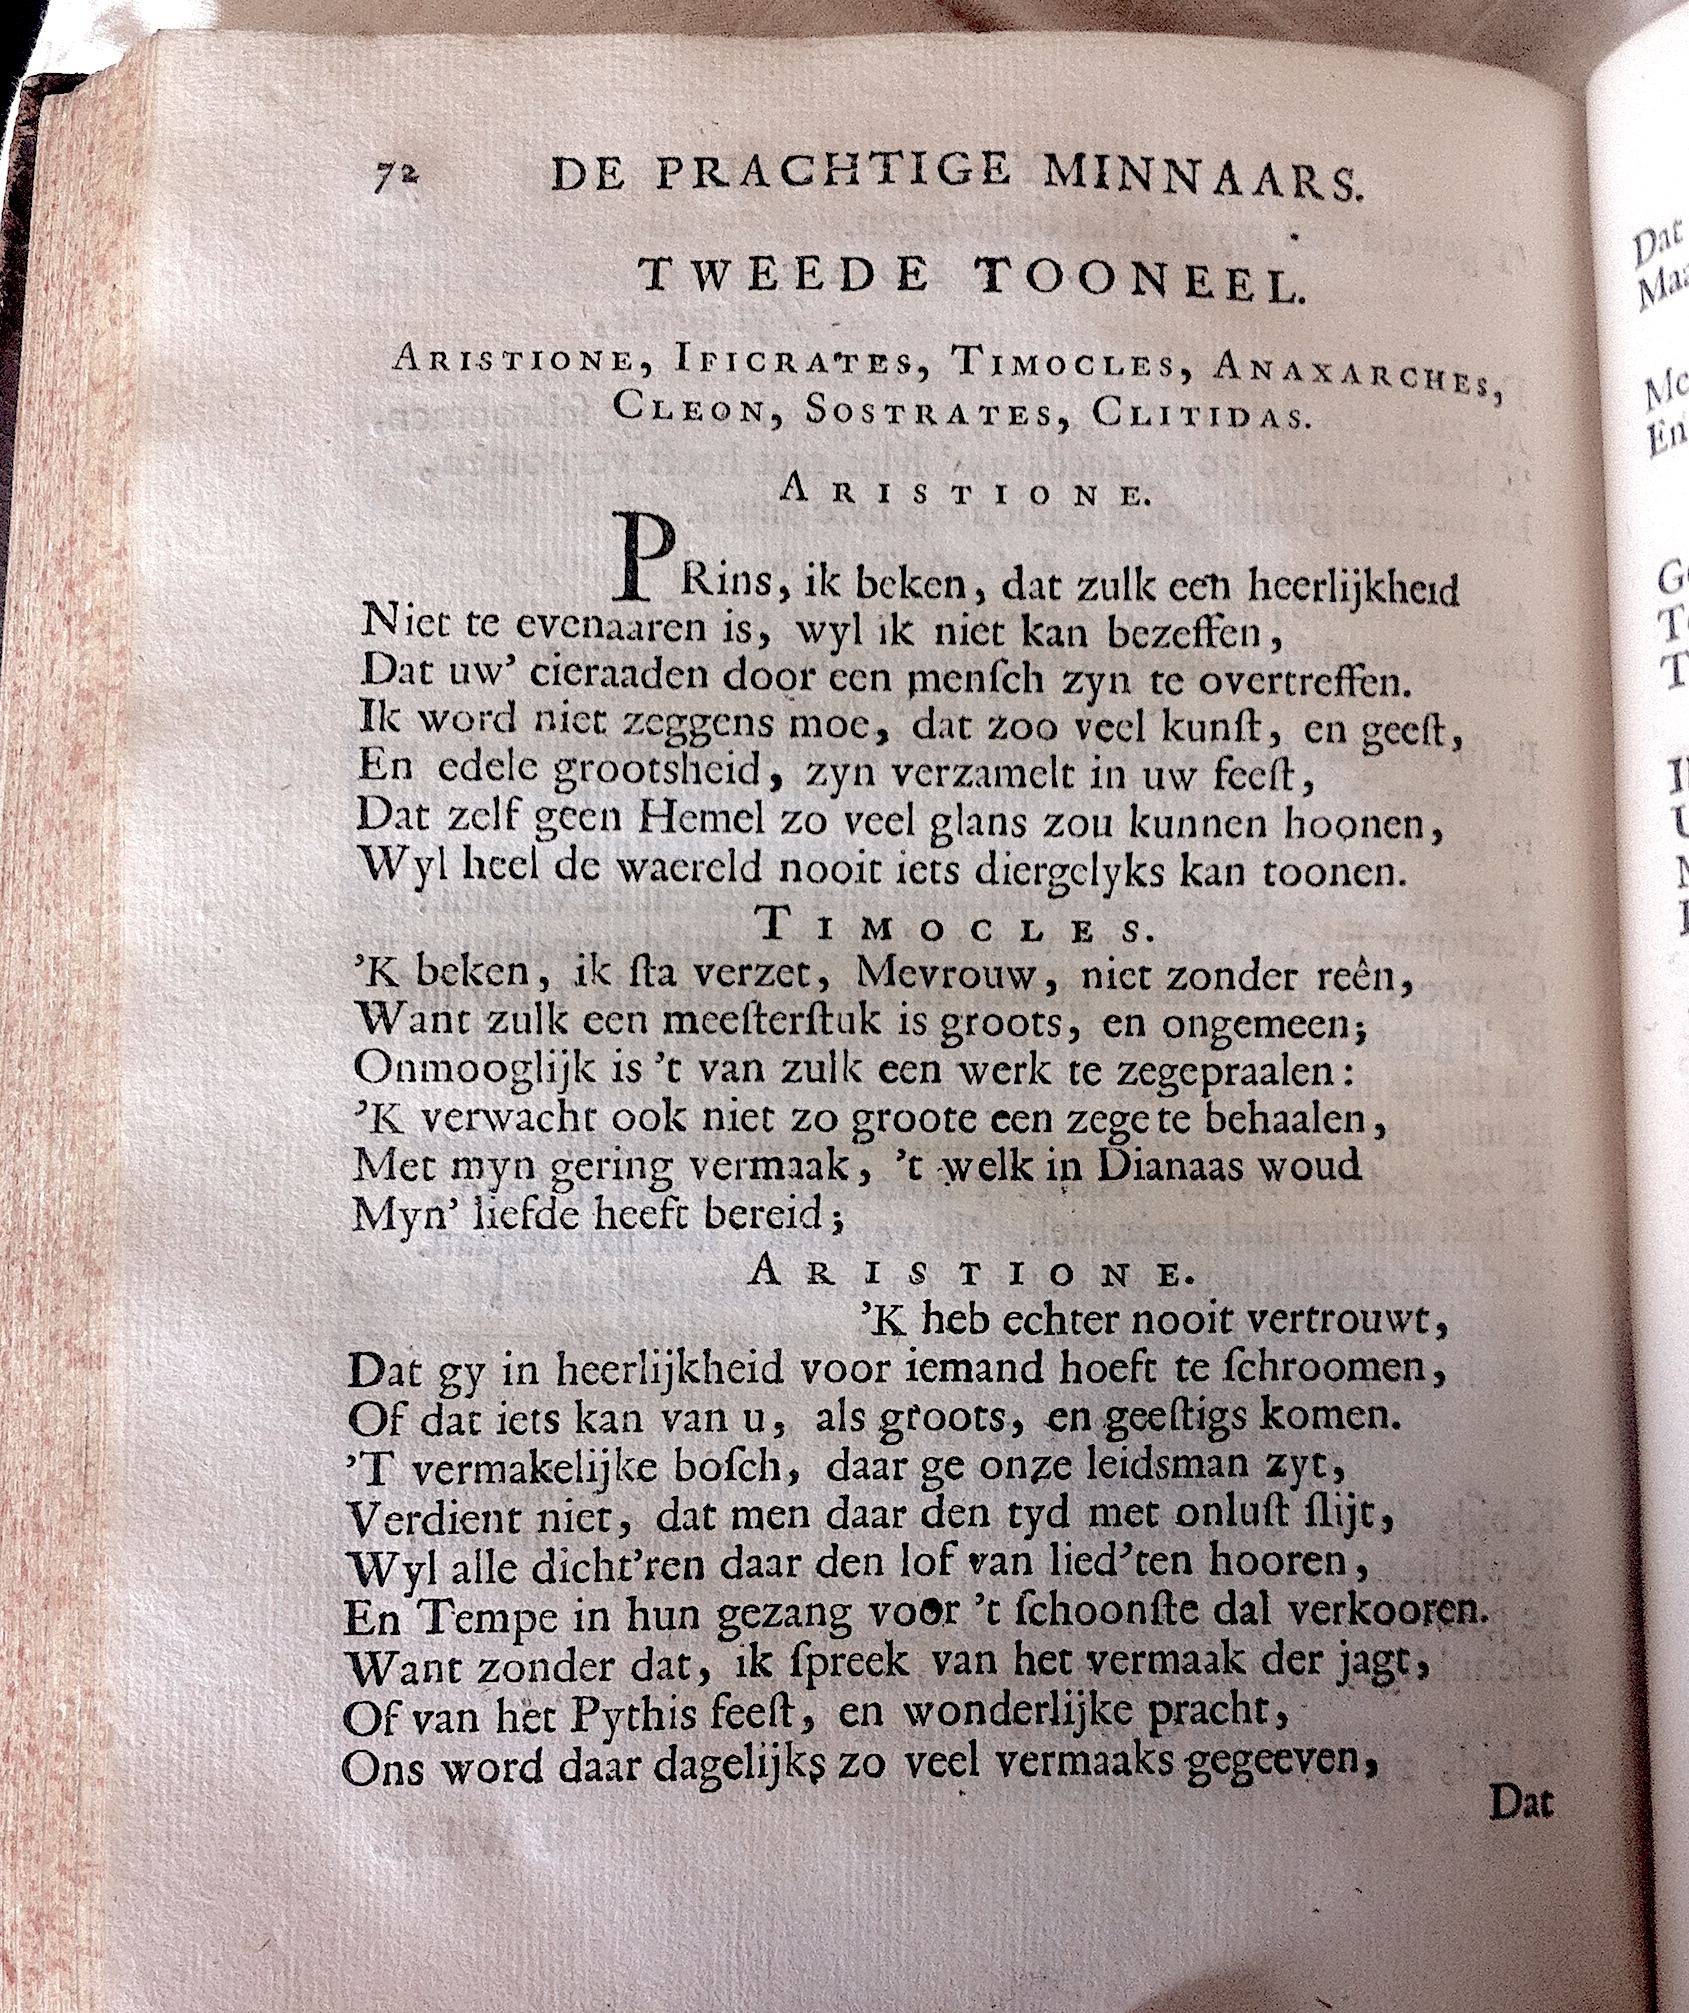 72 DE PRACHTIGE MINNAARS.
TWEEDE TOONEEL.
ARISTIONE, IFICRATES, TIMOCLES, ANAXARCHES,
CLEON, SOSTRATES, CLITIDAS.
ARISTIONE.
PRins, ik beken, dat zulk een heerlijkheid
Niet te evenaaren is, wyl ik niet kan bezeffen,
Dat uw’ cieraaden door een menſch zyn te overtreffen.
Ik word niet zeggens moe, dat zoo veel kunſt, en geeſt,
En edele grootsheid, zyn verzamelt in uw feeſt,
Dat zelf geen Hemel zo veel glans zou kunnen hoonen,
Wyl heel de waereld nooit iets diergelyks kan toonen.
TIMOCLES.
’K beken, ik ſta verzet, Mevrouw, niet zonder reên,
Want zulk een meeſterſtuk is groots, en ongemeen;
Onmooglijk is ’t van zulk een werk te zegepraalen:
’K verwacht ook niet zo groote een zege te behaalen,
Met myn gering vermaak, ’t welk in Dianaas woud
Myn’ liefde heeft bereid;
ARISTIONE.
’K heb echter nooit vertrouwt,
Dat gy in heerlijkheid voor iemand hoeft te ſchroomen,
Of dat iets kan van u, als groots, en geeſtigs komen.
’T vermakelijke boſch, daar ge onze leidsman zyt,
Verdient niet, dat men daar den tyd met onluſt ſlijt,
Wyl alle dicht’ren daar den lof van lied’ten hooren,
En Tempe in hun gezang voor ’t ſchoonſte dal verkooren.
Want zonder dat, ik ſpreek van het vermaak der jagt,
Of van het Pythis feeſt, en wonderlijke pracht,
Ons word daar dagelijks zo veel vermaaks gegeeven,
Dat
Dat
Maa
En